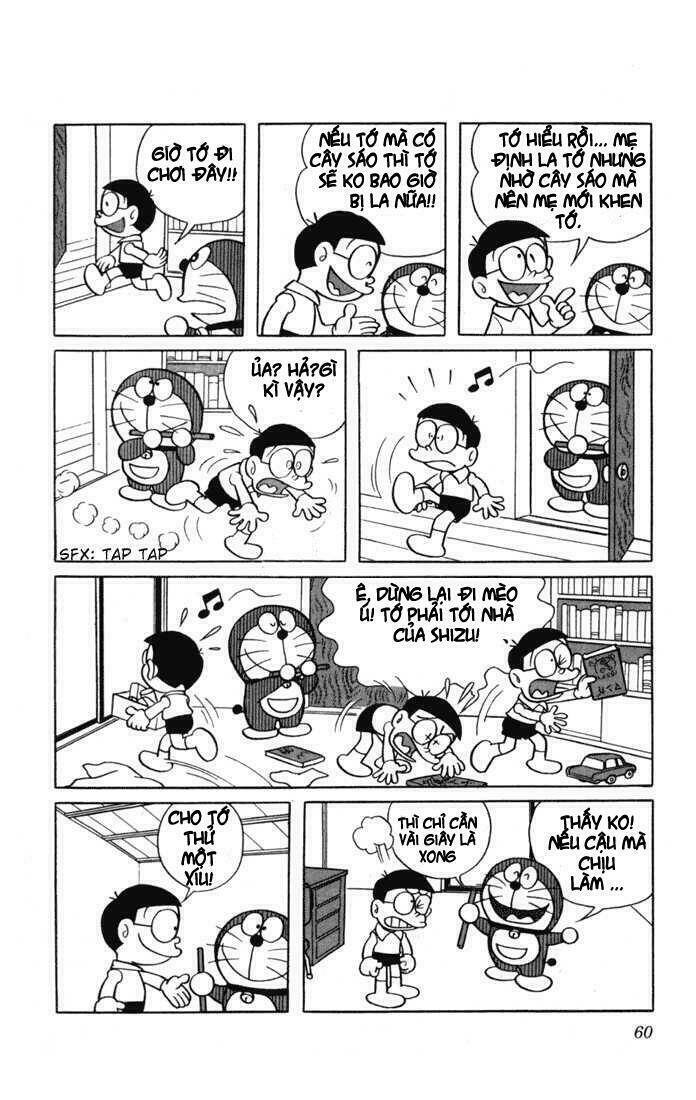 TỚ HIỂU RỒI... MẸ
ĐỊNH LA TỚ NHƯNG
NHỜ CÂY SÁO MÀ
NÊN MẸ MỚI KHEN
TỚ.
NẾU TỚ MÀ CÓ
CÂY SÁO THÌ TỚ
SẼ KO BAO GIỜ
BỊ LA NỮA!!
GIỜ TỚ ĐI
CHƠI ĐÂY!!
ỦA? HẢ?GÌ
KÌ VẬY?
SFX: TAP TAP
Ê, DỪNG LẠI ĐI MÈO
Ú! TỚ PHẢI TỚI NHÀ
CỦA SHIZU!
THẤY KO!
NẾU CẬU MÀ
CHỊU
LÀM ...
THÌ CHỈ CẦN
VÀI GIÂY LÀ
XONG
CHO TỚ
THỬ
MỘT
XÍU!
60